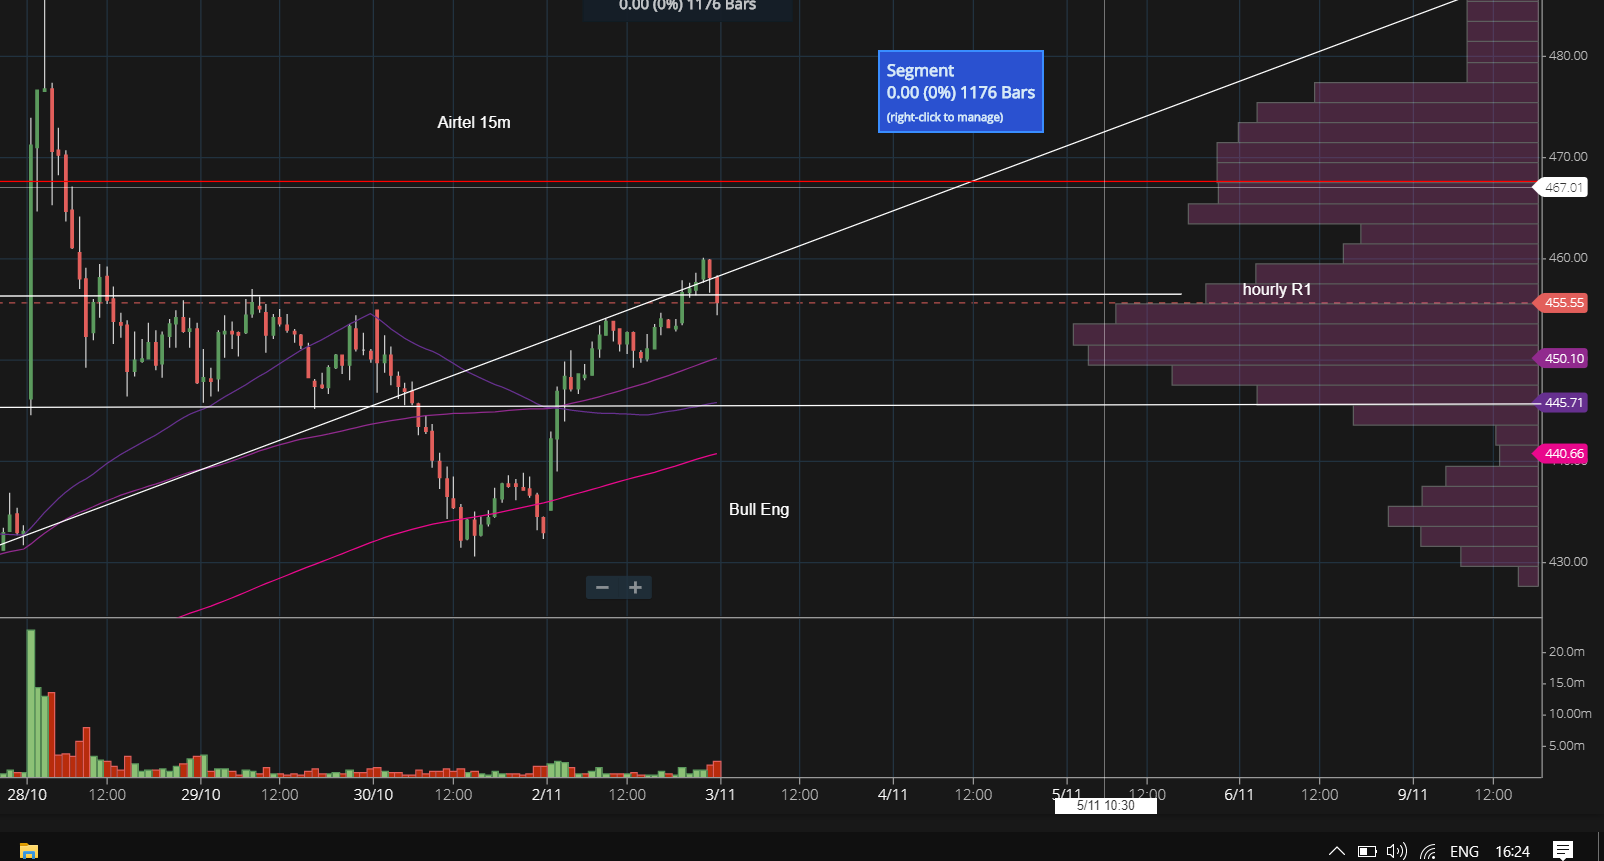 0.00 (0%) 1176 Bars
Segment
0.00 (0%) 1176 Bars
(right-click to manage)
Airtel 15m
hourly R1
Bull Eng
480.00
470.00
467.01
460.00
455.55
450.10
445.71
440.66
430.00
20.0m
15.0m
10.00m
5.00m
28/10 12:00 29/10 12:00 30/10 12:00 2/11 12:00 3/11 12:00 4/11 12:00 5/11 12:00 6/11 12:00 9/11 12:00
5/11 10:30
ENG 16:24